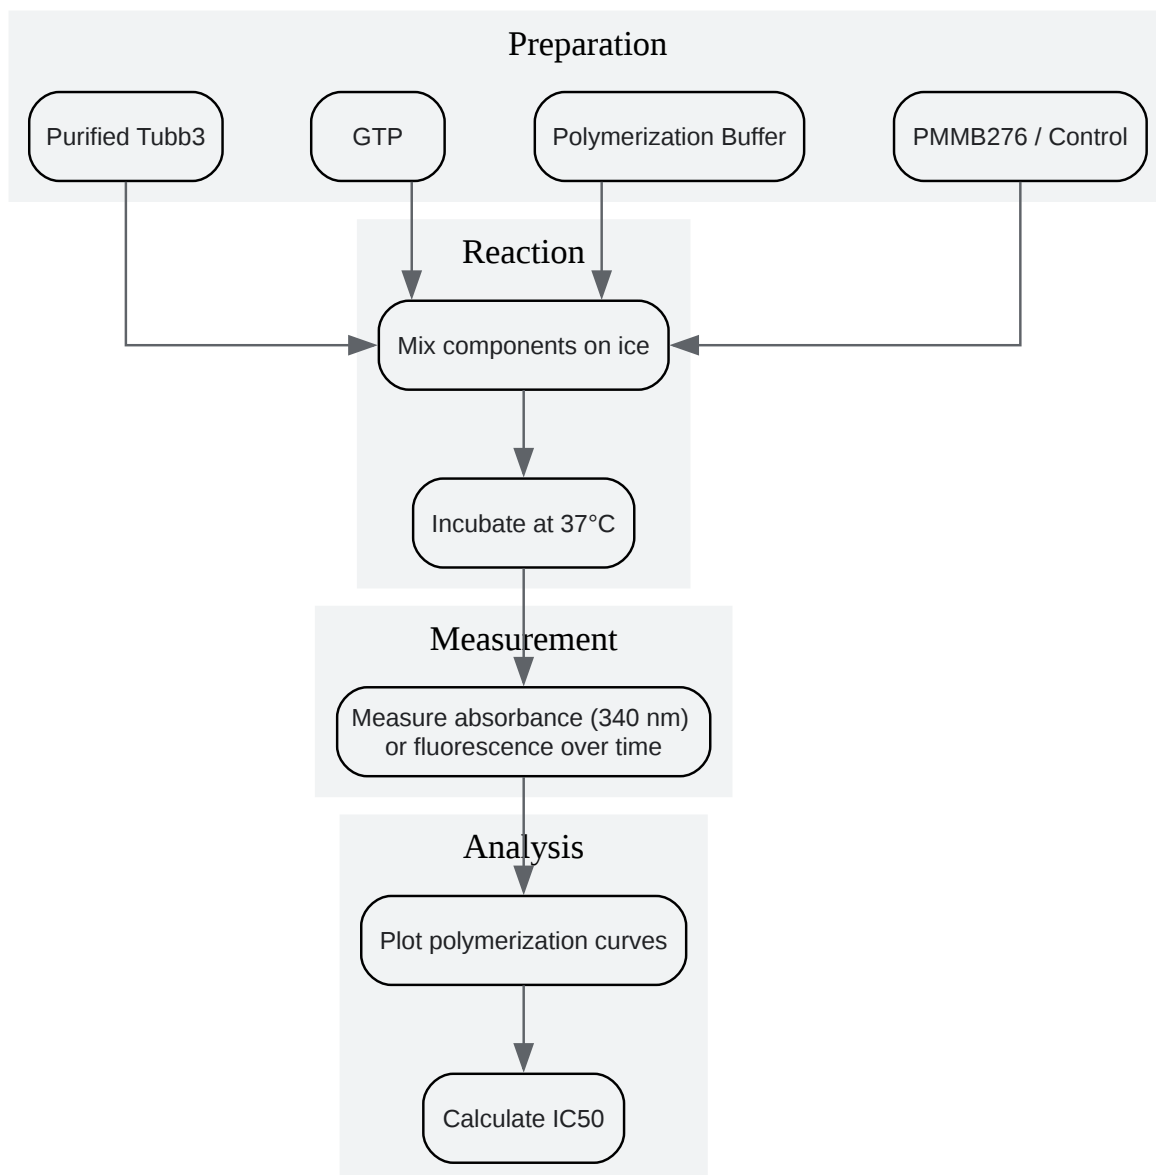 Preparation
Purified Tubb3
GTP
Polymerization Buffer
PMMB276 / Control
Reaction
Mix components on ice
Incubate at 37°C
Measurement
Measure absorbance (340 nm)
or fluorescence over time
Analysis
Plot polymerization curves
Calculate IC50